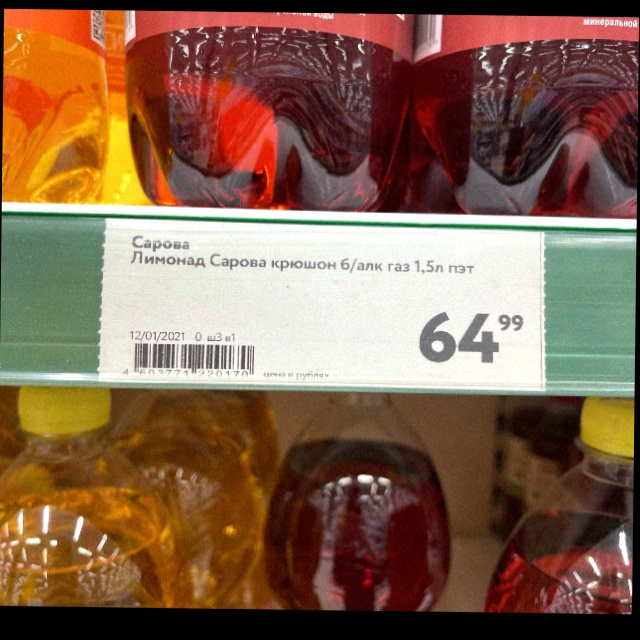 минеральной
Сарова
Лимонад Сарова крюшон б/алк газ 1,5л пэт
64 99
12/01/2021 0 ш3 в1
4 603771 220170
цена в рублях